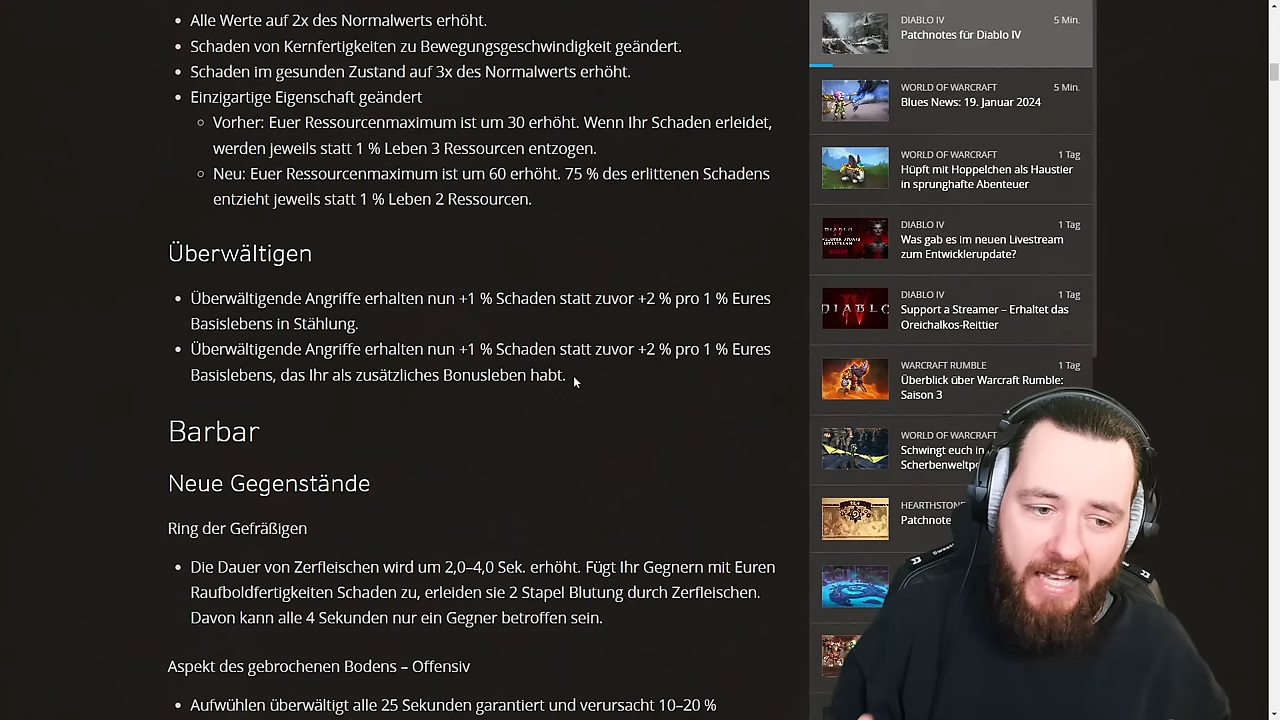 Alle Werte auf 2x des Normalwerts erhöht.
Schaden von Kernfertigkeiten zu Bewegungsgeschwindigkeit geändert.
Schaden im gesunden Zustand auf 3x des Normalwerts erhöht.
Einzigartige Eigenschaft geändert
Vorher: Euer Ressourcenmaximum ist um 30 erhöht. Wenn Ihr Schaden erleidet,
werden jeweils statt 1 % Leben 3 Ressourcen entzogen.
Neu: Euer Ressourcenmaximum ist um 60 erhöht. 75 % des erlittenen Schadens
entzieht jeweils statt 1 % Leben 2 Ressourcen.
Überwältigen
Überwältigende Angriffe erhalten nun +1 % Schaden statt zuvor +2 % pro 1 % Eures
Basislebens in Stählung.
Überwältigende Angriffe erhalten nun +1 % Schaden statt zuvor +2 % pro 1 % Eures
Basislebens, das Ihr als zusätzliches Bonusleben habt.
Barbar
Neue Gegenstände
Ring der Gefräßigen
Die Dauer von Zerfleischen wird um 2,0–4,0 Sek. erhöht. Fügt Ihr Gegnern mit Euren
Raufboldfertigkeiten Schaden zu, erleiden sie 2 Stapel Blutung durch Zerfleischen.
Davon kann alle 4 Sekunden nur ein Gegner betroffen sein.
Aspekt des gebrochenen Bodens – Offensiv
Aufwühlen überwältigt alle 25 Sekunden garantiert und verursacht 10–20 %
DIABLO IV 5 Min.
Patchnotes für Diablo IV
WORLD OF WARCRAFT 5 Min.
Blues News: 19. Januar 2024
WORLD OF WARCRAFT 1 Tag
Hüpft mit Hoppelchen als Haustier
in sprunghafte Abenteuer
DIABLO IV 1 Tag
Was gab es im neuen Livestream
zum Entwicklerupdate?
DIABLO IV 1 Tag
Support a Streamer – Erhaltet das
Oreichalkos-Reittier
WARCRAFT RUMBLE 1 Tag
Überblick über Warcraft Rumble:
Saison 3
WORLD OF WARCRAFT
Schwingt euch in
Scherbenweltp
HEARTHSTONE
Patchnote